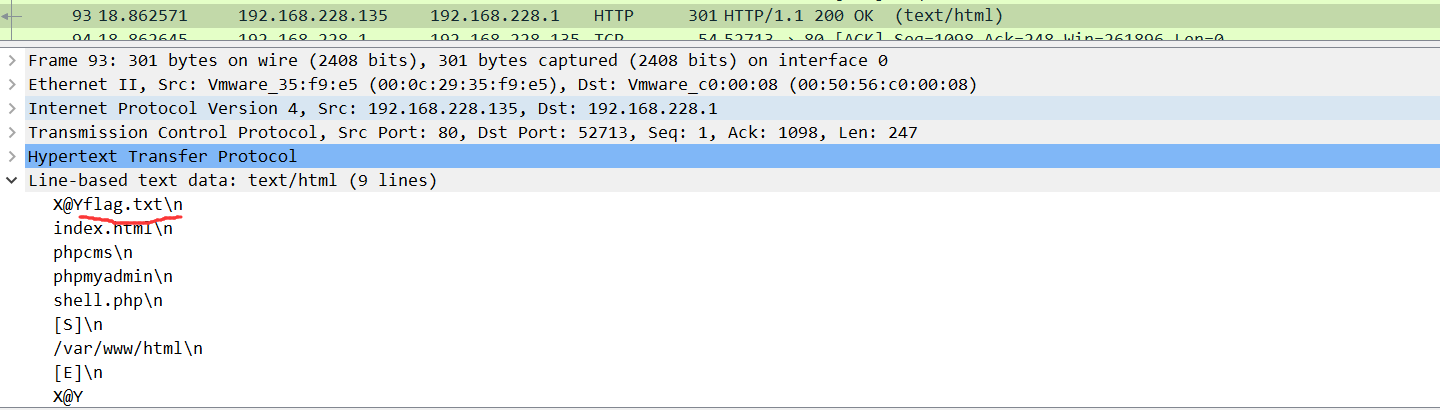 93 18.862571 192.168.228.135 192.168.228.1 HTTP 301 HTTP/1.1 200 OK (text/html)
94 18.862645 192.168.228.1 192.168.228.135 TCP 54 52713 → 80 [ACK] Seq=1098 Ack=248 Win=261896 Len=0
Frame 93: 301 bytes on wire (2408 bits), 301 bytes captured (2408 bits) on interface 0
Ethernet II, Src: Vmware_35:f9:e5 (00:0c:29:35:f9:e5), Dst: Vmware_c0:00:08 (00:50:56:c0:00:08)
Internet Protocol Version 4, Src: 192.168.228.135, Dst: 192.168.228.1
Transmission Control Protocol, Src Port: 80, Dst Port: 52713, Seq: 1, Ack: 1098, Len: 247
Hypertext Transfer Protocol
Line-based text data: text/html (9 lines)
X@Yflag.txt\n
index.html\n
phpcms\n
phpmyadmin\n
shell.php\n
[S]\n
/var/www/html\n
[E]\n
X@Y